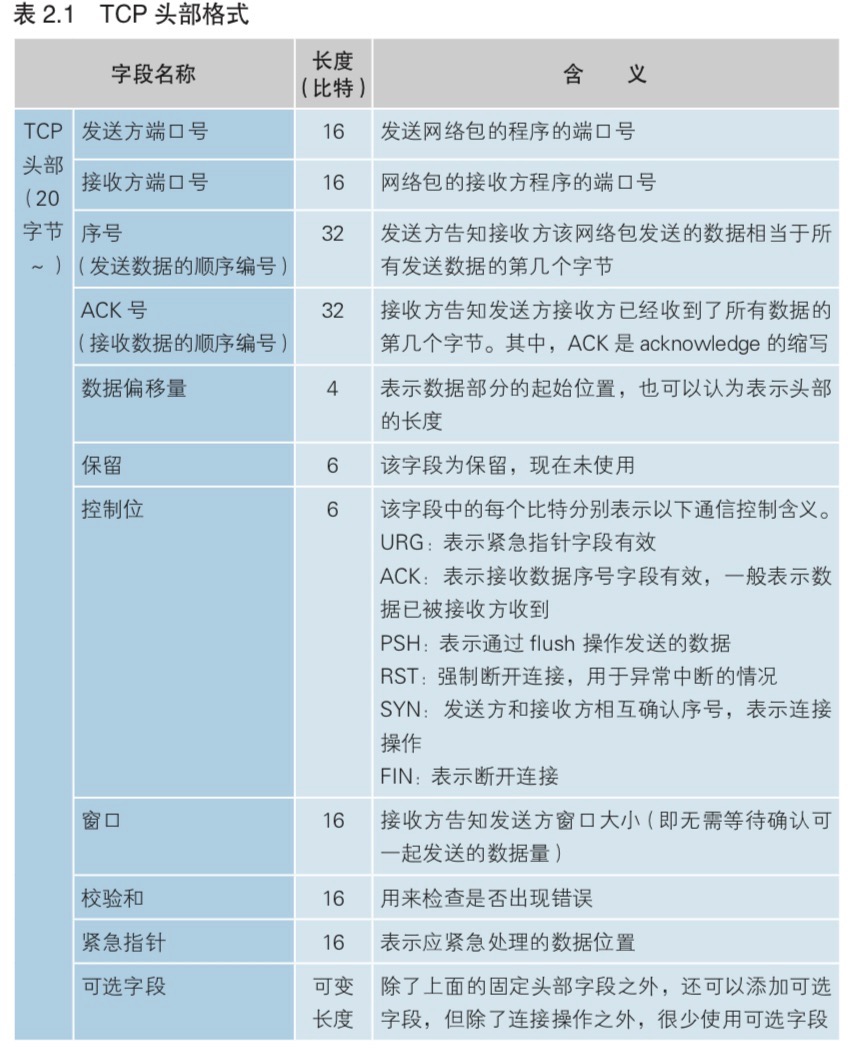 表 2.1 TCP 头部格式
字段名称
长度
（比特）
含 义
TCP
头部
（20
字节
~ ）
发送方端口号
16
发送网络包的程序的端口号
接收方端口号
16
网络包的接收方程序的端口号
序号
（发送数据的顺序编号）
32
发送方告知接收方该网络包发送的数据相当于所
有发送数据的第几个字节
ACK 号
（接收数据的顺序编号）
32
接收方告知发送方接收方已经收到了所有数据的
第几个字节。其中，ACK 是 acknowledge 的缩写
数据偏移量
4
表示数据部分的起始位置，也可以认为表示头部
的长度
保留
6
该字段为保留，现在未使用
控制位
6
该字段中的每个比特分别表示以下通信控制含义。
URG：表示紧急指针字段有效
ACK：表示接收数据序号字段有效，一般表示数
据已被接收方收到
PSH：表示通过 flush 操作发送的数据
RST：强制断开连接，用于异常中断的情况
SYN：发送方和接收方相互确认序号，表示连接
操作
FIN：表示断开连接
窗口
16
接收方告知发送方窗口大小（即无需等待确认可
一起发送的数据量）
校验和
16
用来检查是否出现错误
紧急指针
16
表示应紧急处理的数据位置
可选字段
可变
长度
除了上面的固定头部字段之外，还可以添加可选
字段，但除了连接操作之外，很少使用可选字段